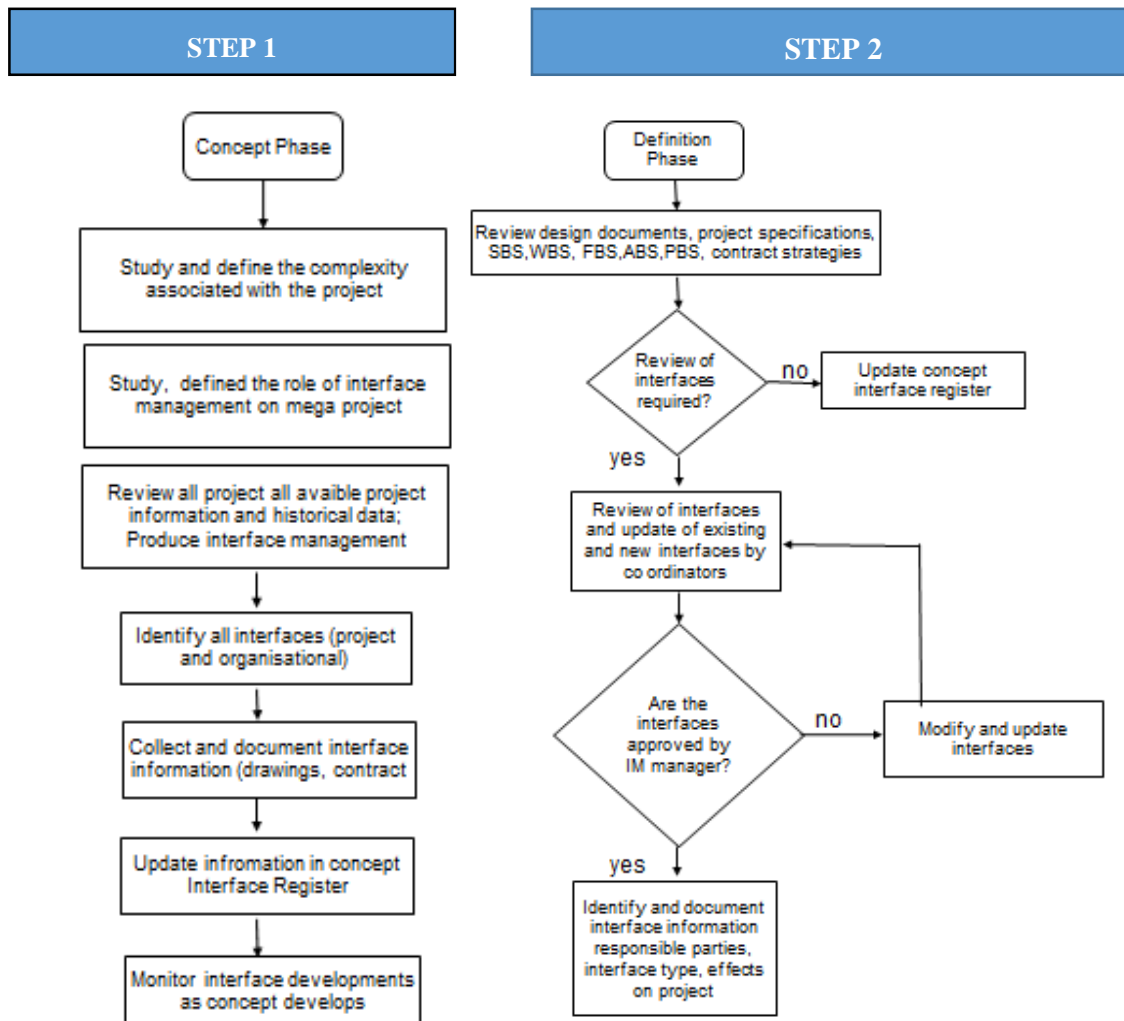 STEP 1
STEP 2
Concept Phase
Study and define the complexity
associated with the project
Study, defined the role of interface
management on mega project
Review all project all avaible project
information and historical data;
Produce interface management
Identify all interfaces (project
and organisational)
Collect and document interface
information (drawings, contract
Update infromation in concept
Interface Register
Monitor interface developments
as concept develops
Definition
Phase
Review design documents, project specifications,
SBS,WBS, FBS,ABS,PBS, contract strategies
Review of
interfaces
required?
no
Update concept
interface register
yes
Review of interfaces
and update of existing
and new interfaces by
co ordinators
Are the
interfaces
approved by
IM manager?
no
Modify and update
interfaces
yes
Identify and document
interface information
responsible parties,
interface type, effects
on project